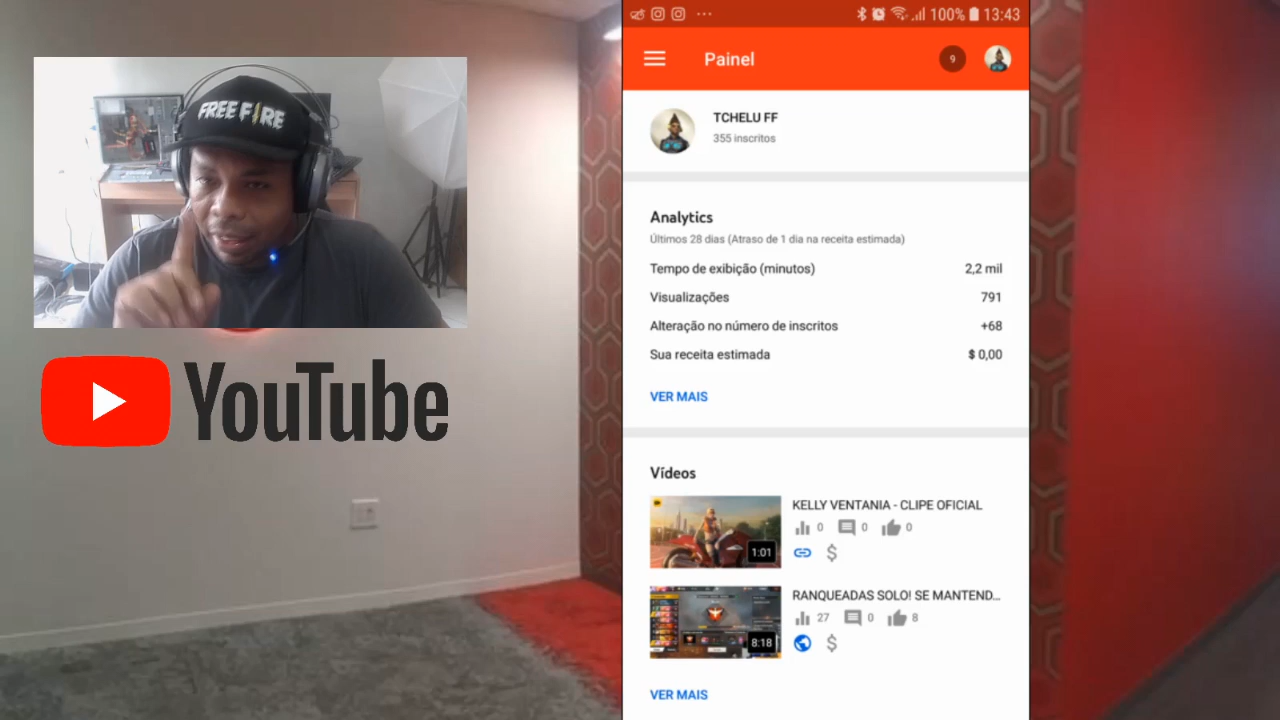 FREE FIRE
YouTube
100% 13:43
Painel
9
TCHELU FF
355 inscritos
Analytics
Últimos 28 dias (Atraso de 1 dia na receita estimada)
Tempo de exibição (minutos) 2,2 mil
Visualizações 791
Alteração no número de inscritos +68
Sua receita estimada $ 0,00
VER MAIS
Vídeos
KELLY VENTANIA - CLIPE OFICIAL
0 0 0
1:01
RANQUEADAS SOLO! SE MANTEND...
27 0 8
8:18
VER MAIS